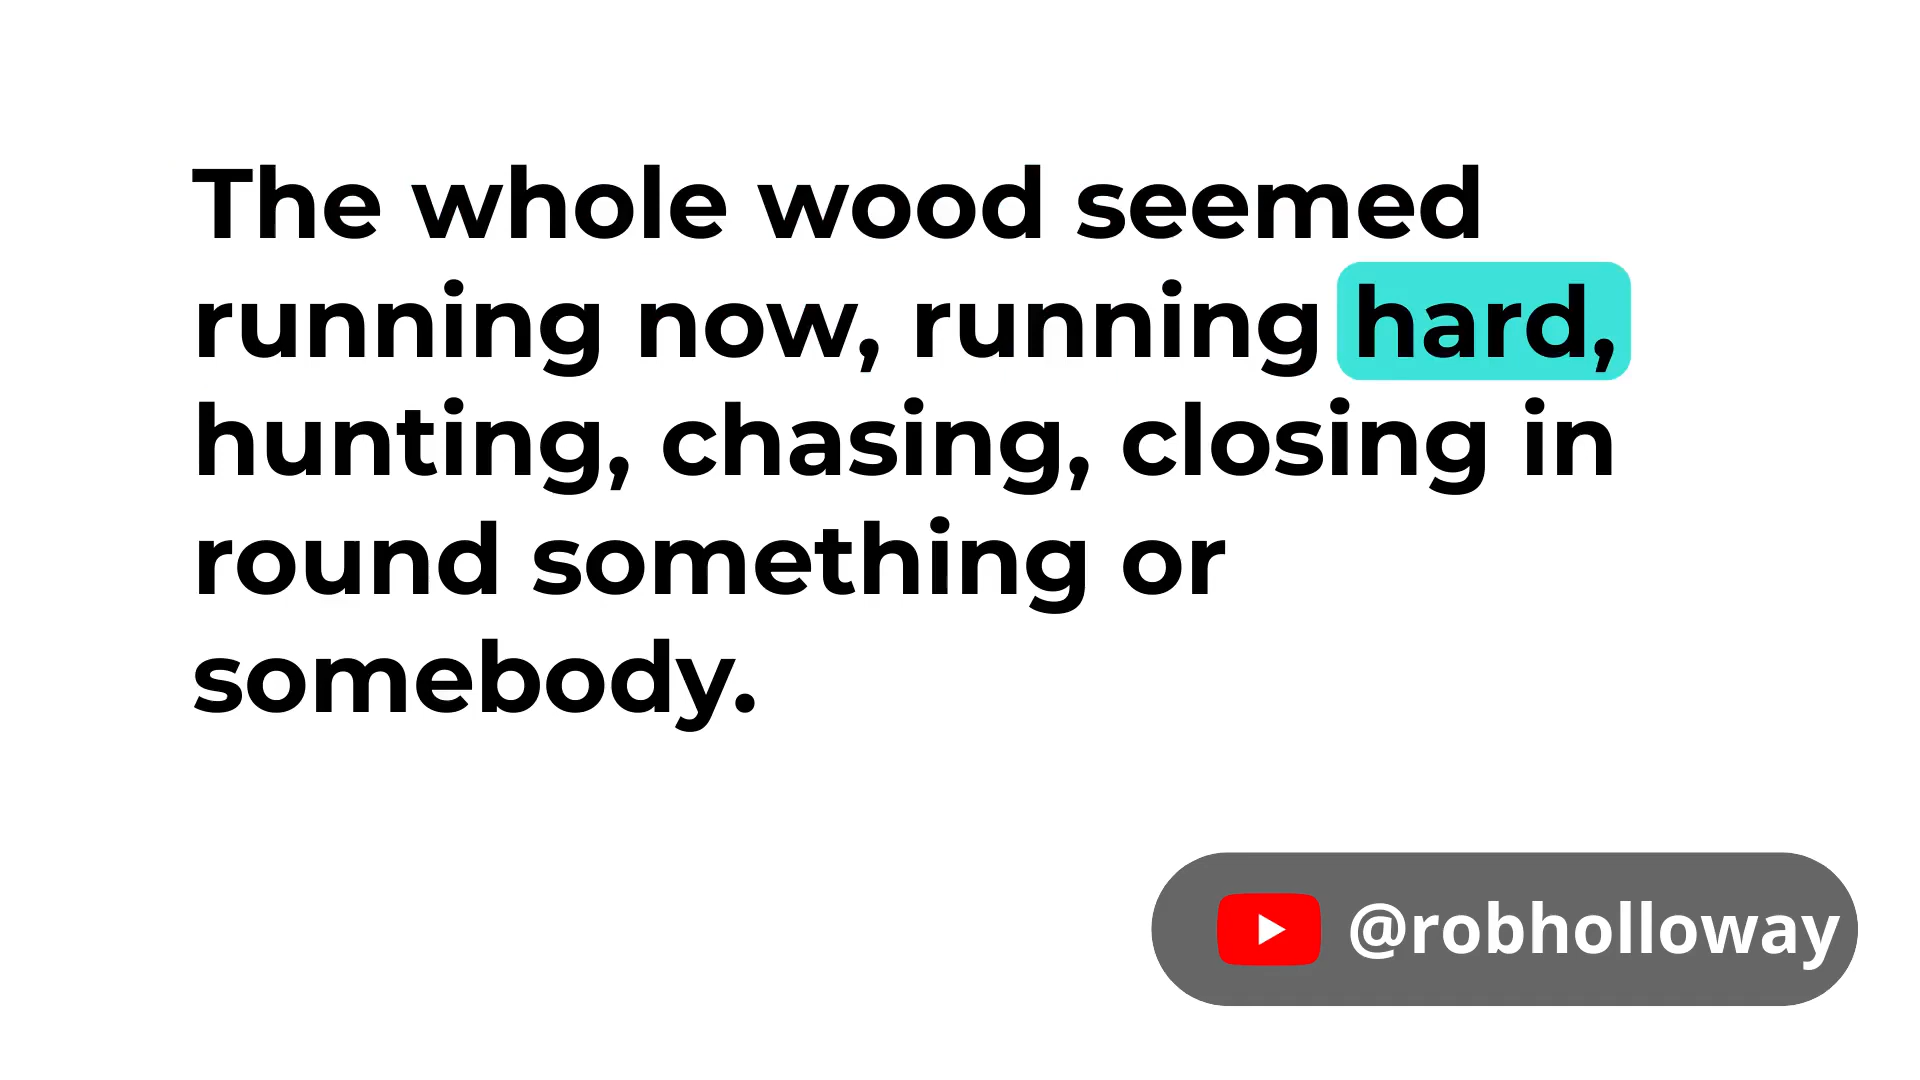 The whole wood seemed
running now, running hard,
hunting, chasing, closing in
round something or
somebody.
@robholloway